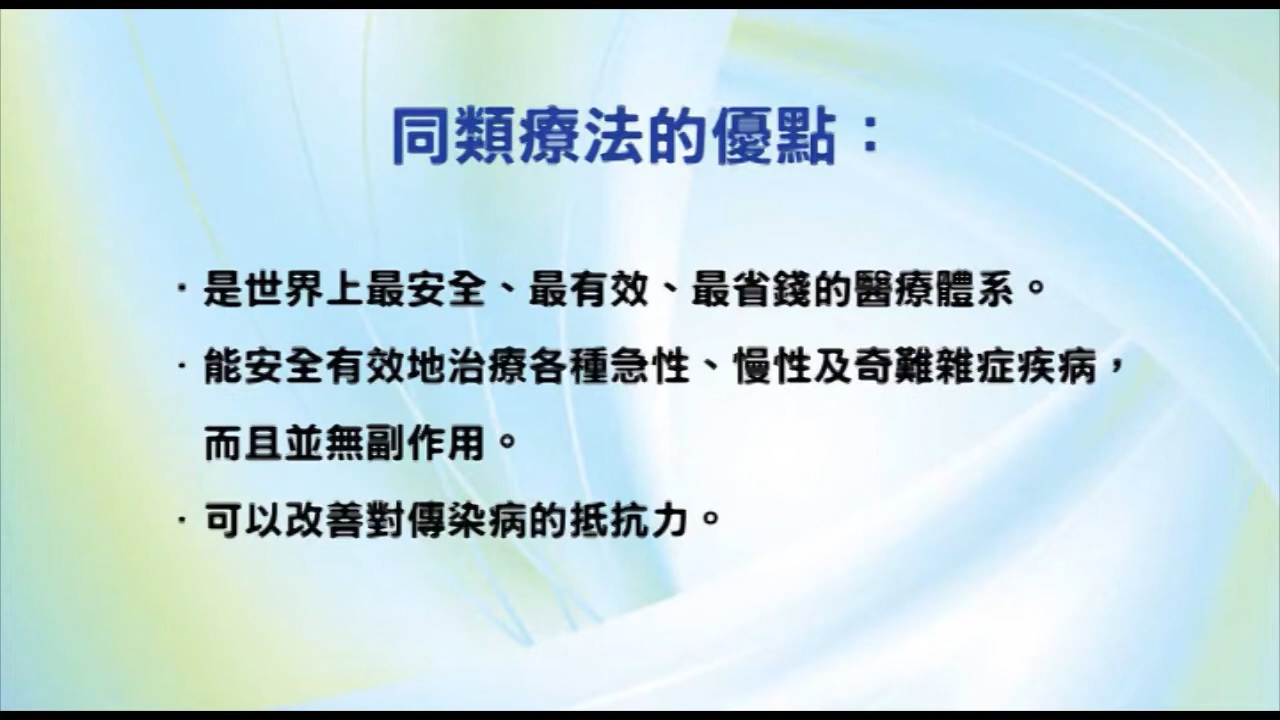 同類療法的優點：
·是世界上最安全、最有效、最省錢的醫療體系。
·能安全有效地治療各種急性、慢性及奇難雜症疾病，
而且並無副作用。
·可以改善對傳染病的抵抗力。